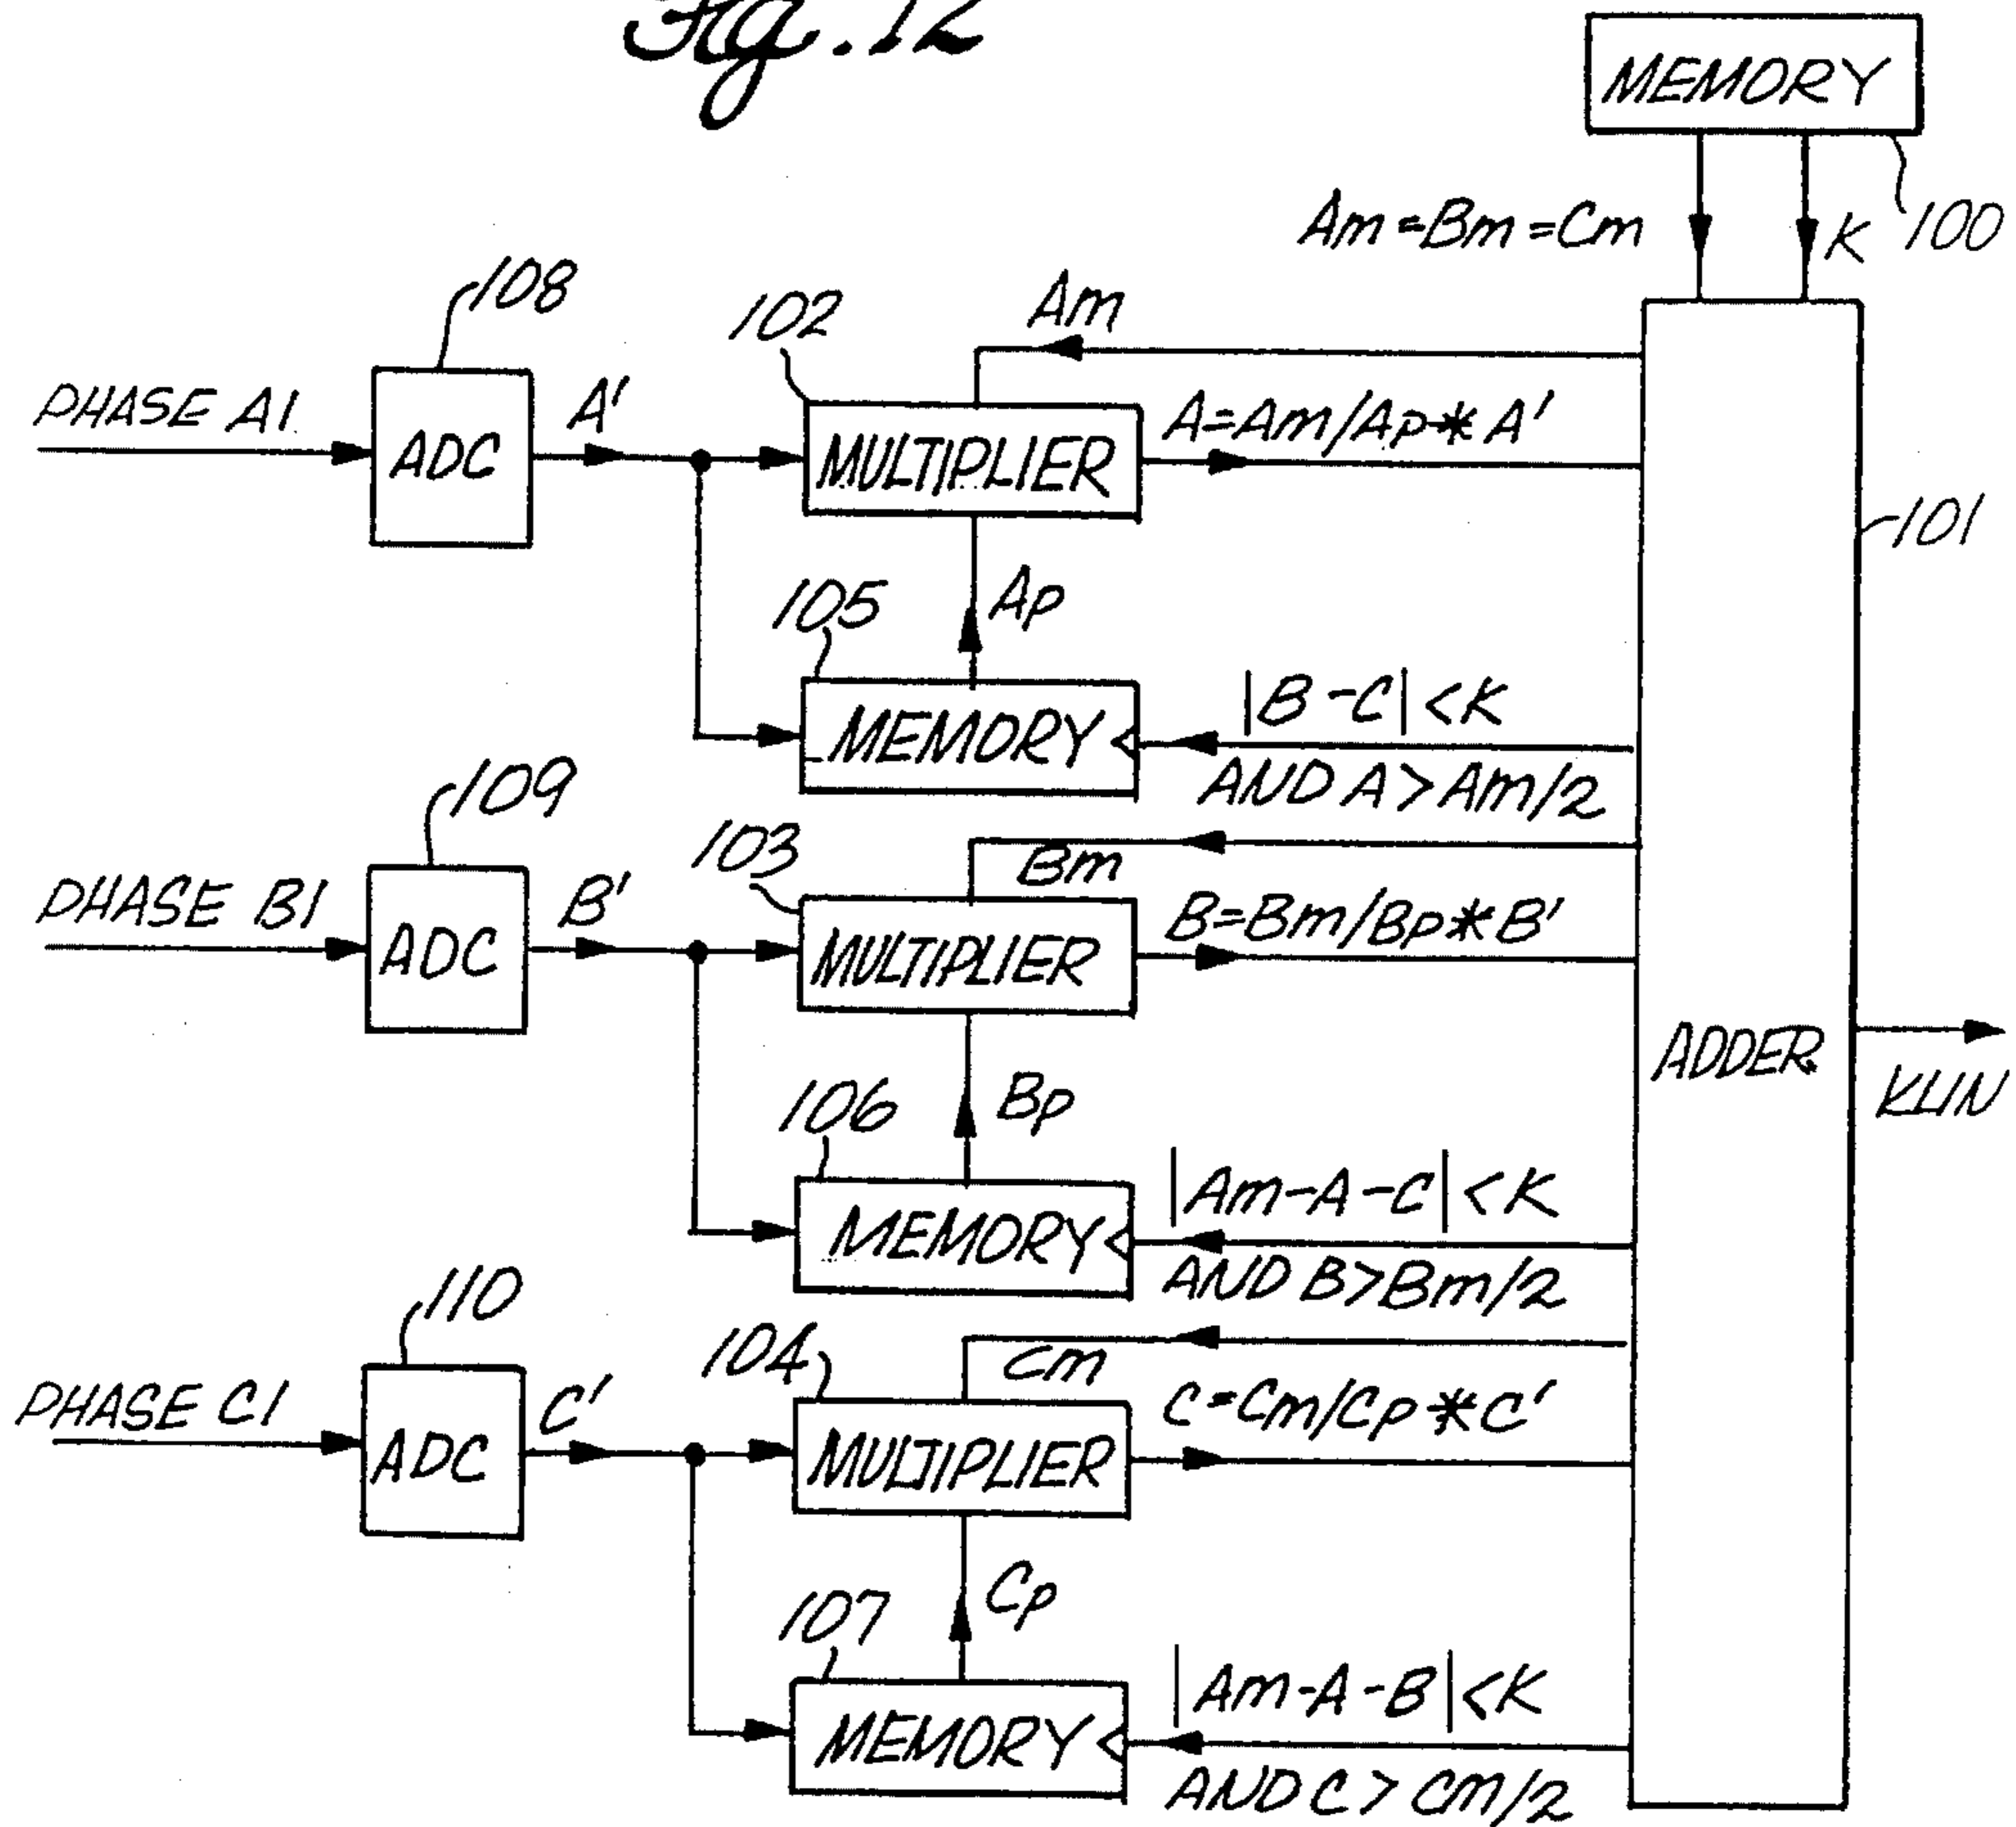 Fig. 12
MEMORY
Am=Bm=Cm
K
100
108
102
Am
PHASE A1
ADC
A'
MULTIPLIER
A=Am/Ap*A'
101
105
Ap
MEMORY
|B-C|<K
AND A>Am/2
109
103
Bm
PHASE B1
ADC
B'
MULTIPLIER
B=Bm/Bp*B'
ADDER
KLIN
106
Bp
MEMORY
|Am-A-C|<K
AND B>Bm/2
110
104
Cm
PHASE C1
ADC
C'
MULTIPLIER
C=Cm/Cp*C'
107
Cp
MEMORY
|Am-A-B|<K
AND C>Cm/2